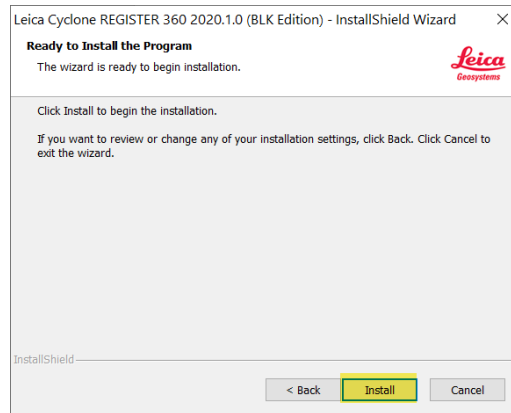 Leica Cyclone REGISTER 360 2020.1.0 (BLK Edition) - InstallShield Wizard
Ready to Install the Program
The wizard is ready to begin installation.
Leica
Geosystems
Click Install to begin the installation.
If you want to review or change any of your installation settings, click Back. Click Cancel to
exit the wizard.
InstallShield
< Back Install Cancel